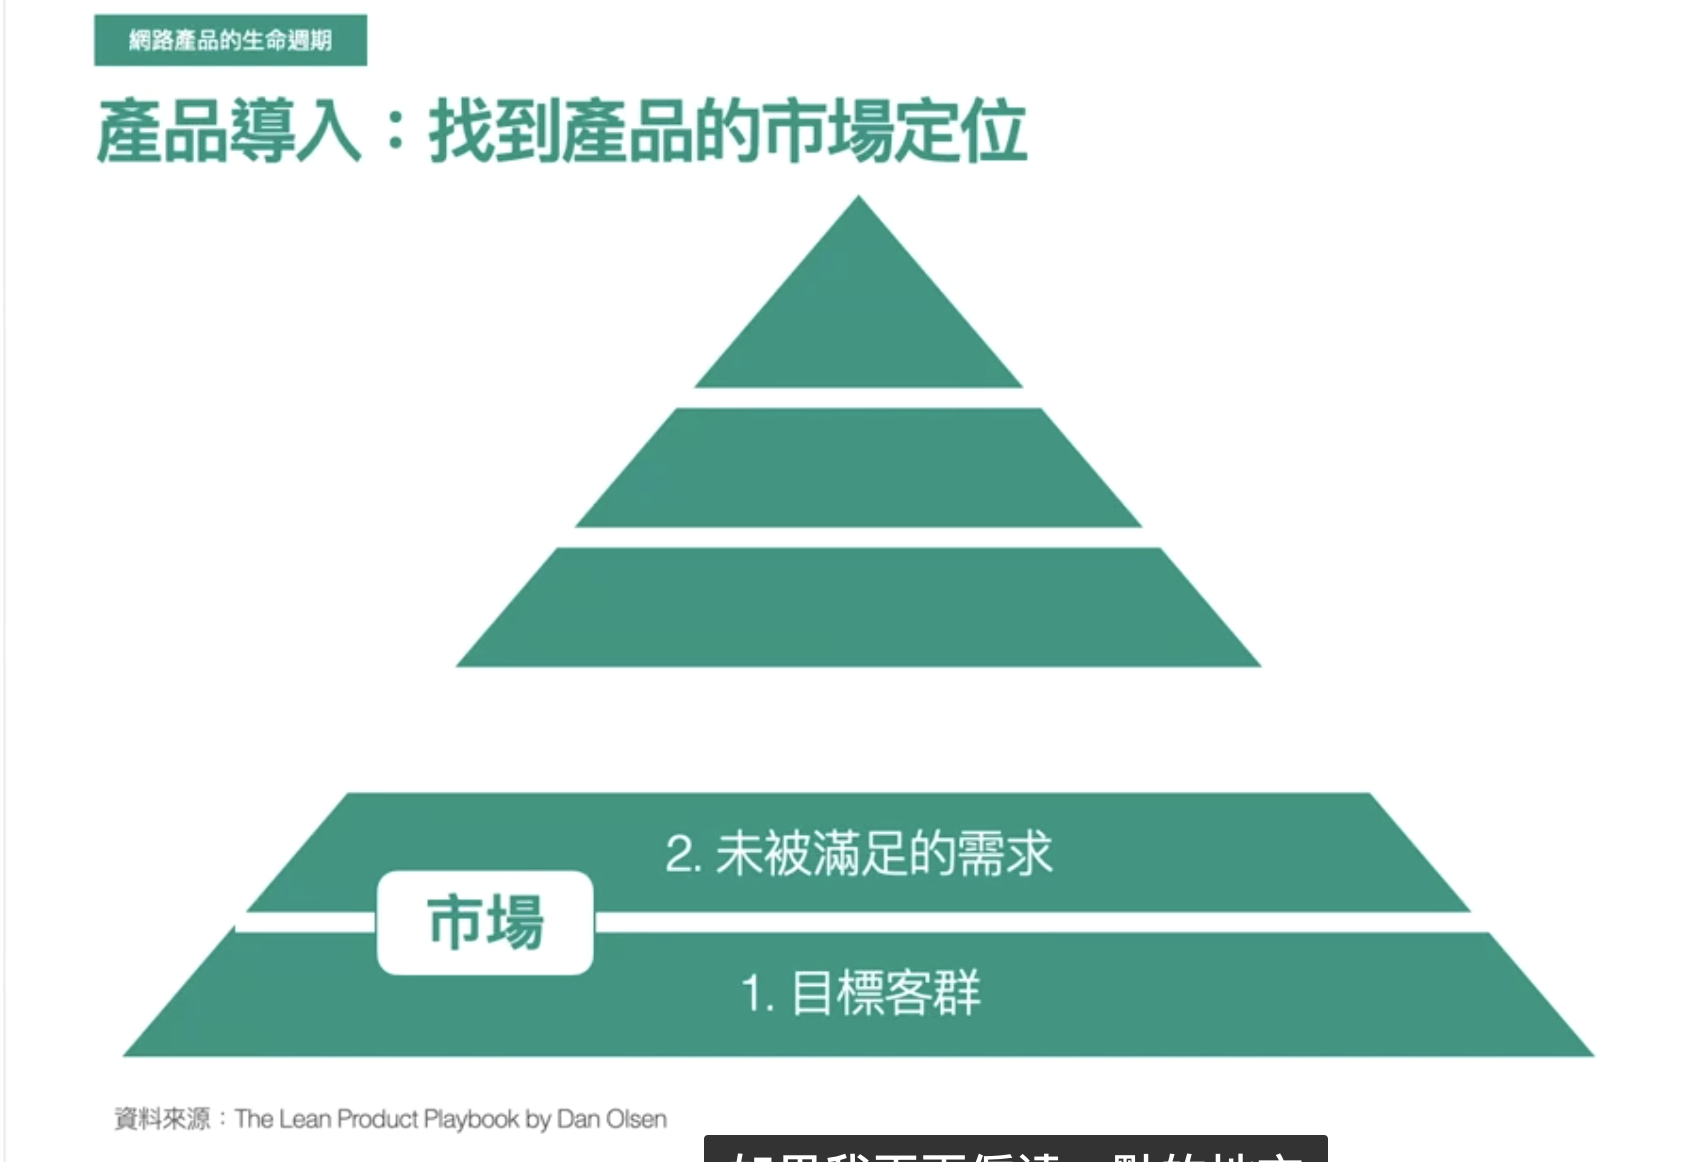 網路產品的生命週期
產品導入：找到產品的市場定位
2. 未被滿足的需求
市場
1. 目標客群
資料來源：The Lean Product Playbook by Dan Olsen